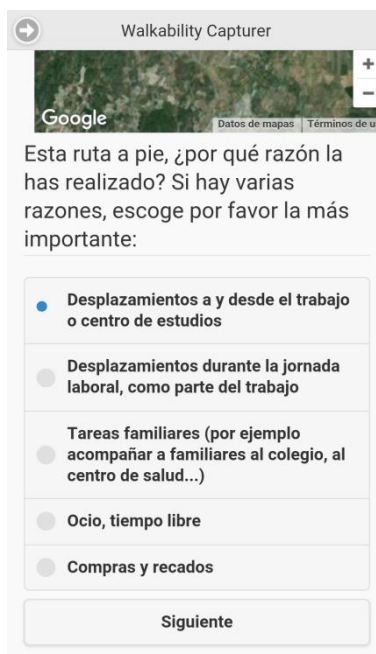 Walkability Capturer
+
−
Google
Datos de mapas
Términos de u
Esta ruta a pie, ¿por qué razón la
has realizado? Si hay varias
razones, escoge por favor la más
importante:
Desplazamientos a y desde el trabajo
o centro de estudios
Desplazamientos durante la jornada
laboral, como parte del trabajo
Tareas familiares (por ejemplo
acompañar a familiares al colegio, al
centro de salud...)
Ocio, tiempo libre
Compras y recados
Siguiente